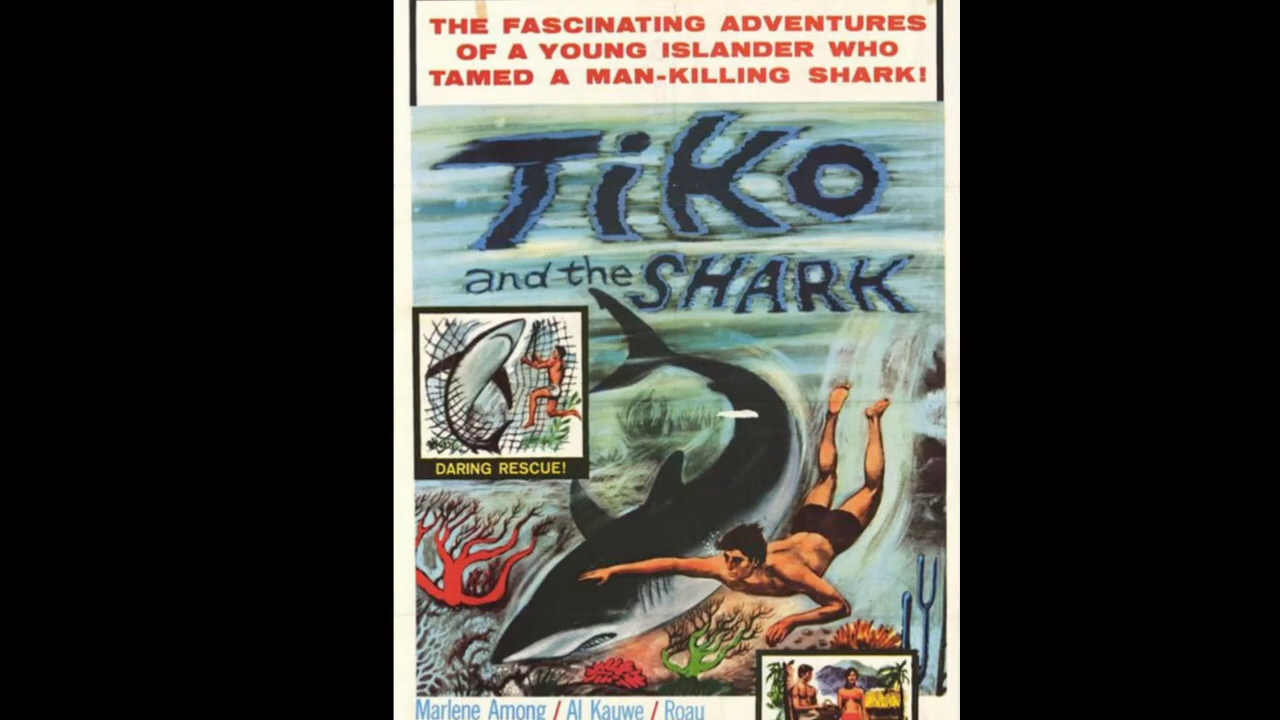 THE FASCINATING ADVENTURES
OF A YOUNG ISLANDER WHO
TAMED A MAN-KILLING SHARK!
TiKo
and the SHARK
DARING RESCUE!
Marlene Among / Al Kauwe / Roau